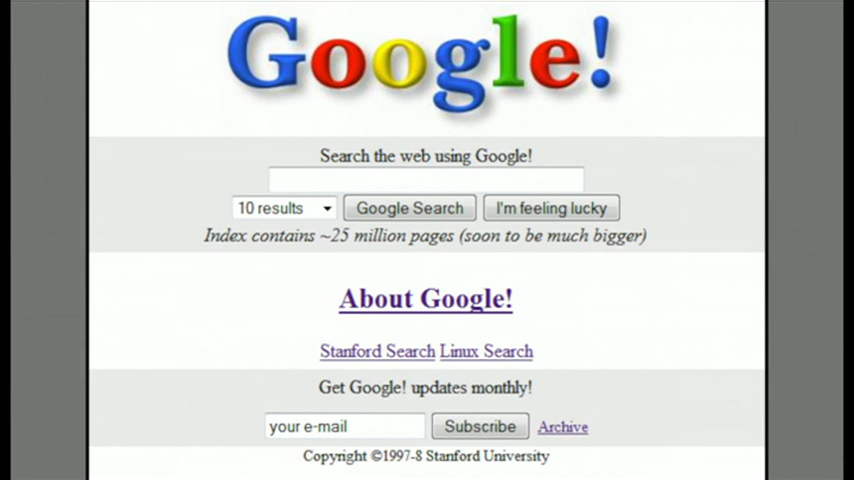 Google!
Search the web using Google!
10 results Google Search I'm feeling lucky
Index contains ~25 million pages (soon to be much bigger)
About Google!
Stanford Search Linux Search
Get Google! updates monthly!
your e-mail Subscribe Archive
Copyright ©1997-8 Stanford University